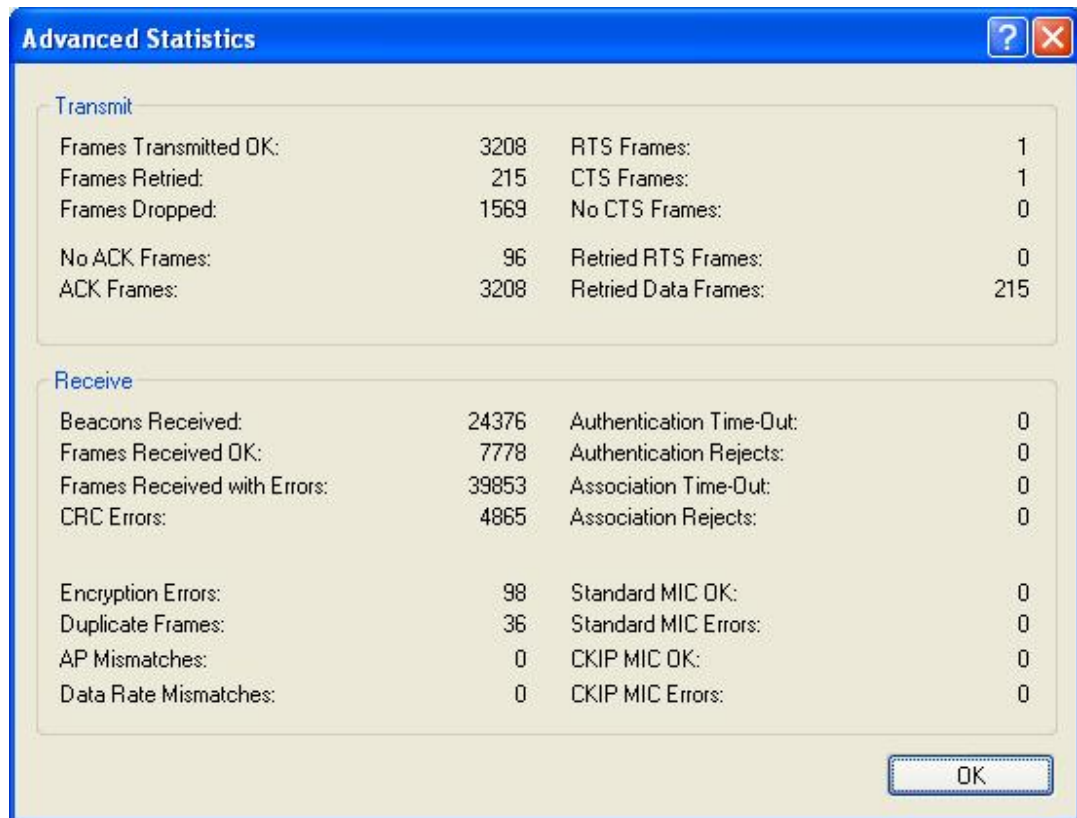 Advanced Statistics
Transmit
Frames Transmitted OK: 3208 RTS Frames: 1
Frames Retried: 215 CTS Frames: 1
Frames Dropped: 1569 No CTS Frames: 0
No ACK Frames: 96 Retried RTS Frames: 0
ACK Frames: 3208 Retried Data Frames: 215
Receive
Beacons Received: 24376 Authentication Time-Out: 0
Frames Received OK: 7778 Authentication Rejects: 0
Frames Received with Errors: 39853 Association Time-Out: 0
CRC Errors: 4865 Association Rejects: 0
Encryption Errors: 98 Standard MIC OK: 0
Duplicate Frames: 36 Standard MIC Errors: 0
AP Mismatches: 0 CKIP MIC OK: 0
Data Rate Mismatches: 0 CKIP MIC Errors: 0
OK